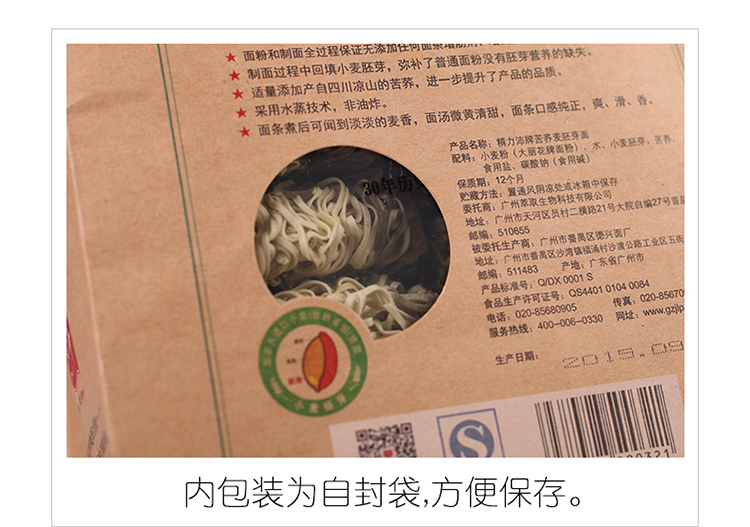 ★ 面粉和制面全过程保证无添加任何面条增筋剂
★ 制面过程中回填小麦胚芽，弥补了普通面粉没有胚芽营养的缺失。
★ 适量添加产自四川凉山的苦荞，进一步提升了产品的品质。
★ 采用水蒸技术，非油炸。
★ 面条煮后可闻到淡淡的麦香，面汤微黄清甜，面条口感纯正，爽、滑、香。
产品名称：精力沛牌苦荞麦胚芽面
配料：小麦粉（大丽花牌面粉）、水、小麦胚芽、苦荞、
食用盐、碳酸钠（食用碱）
保质期：12个月
贮藏方法：置通风阴凉处或冰箱中保存
委托商：广州萃取生物科技有限公司
地址：广州市天河区员村二横路21号大院自编27号首层
邮编：510655
被委托生产商：广州市番禺区德兴面厂
地址：广州市番禺区沙湾镇福涌村沙渡公路工业区五街
邮编：511483 产地：广东省广州市
产品标准号：Q/DX 0001 S
食品生产许可证号：QS4401 0104 0084
电话：020-85680905 传真：020-8567
服务热线：400-006-0330 网址：www.gzjlp
生产日期：2015.09
30年历史
小麦胚芽
S
00321
内包装为自封袋,方便保存。